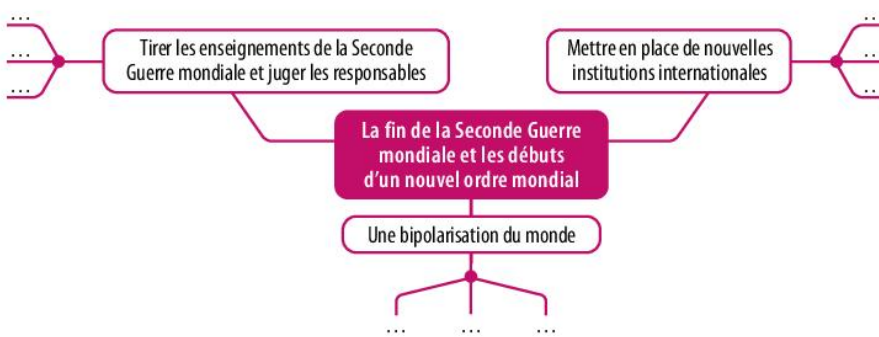 ...
...
...
Tirer les enseignements de la Seconde
Guerre mondiale et juger les responsables
Mettre en place de nouvelles
institutions internationales
...
...
...
La fin de la Seconde Guerre
mondiale et les débuts
d’un nouvel ordre mondial
Une bipolarisation du monde
... ... ...